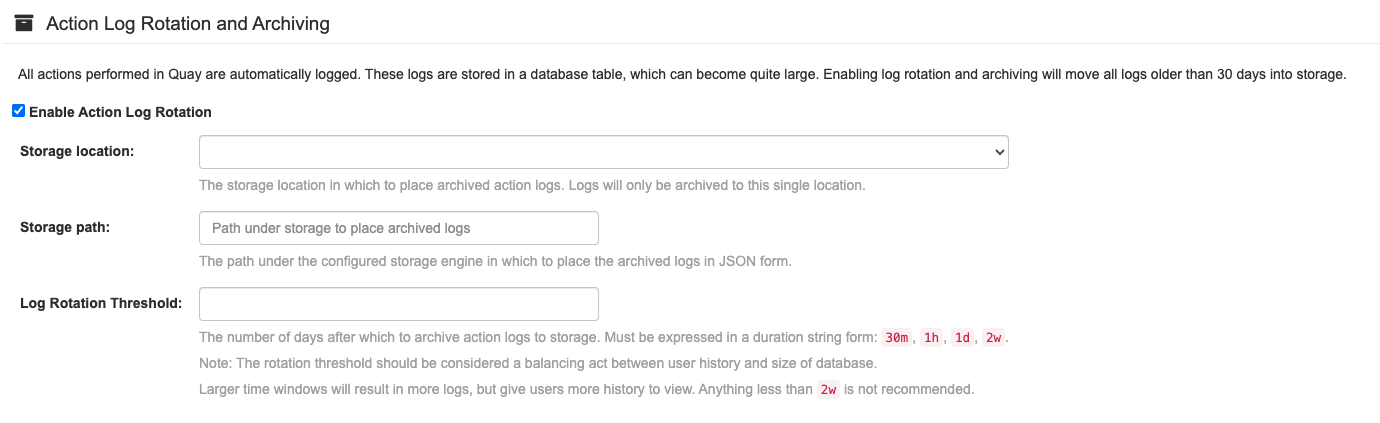 Action Log Rotation and Archiving
All actions performed in Quay are automatically logged. These logs are stored in a database table, which can become quite large. Enabling log rotation and archiving will move all logs older than 30 days into storage.
Enable Action Log Rotation
Storage location:
The storage location in which to place archived action logs. Logs will only be archived to this single location.
Storage path:
Path under storage to place archived logs
The path under the configured storage engine in which to place the archived logs in JSON form.
Log Rotation Threshold:
The number of days after which to archive action logs to storage. Must be expressed in a duration string form: 30m, 1h, 1d, 2w.
Note: The rotation threshold should be considered a balancing act between user history and size of database.
Larger time windows will result in more logs, but give users more history to view. Anything less than 2w is not recommended.